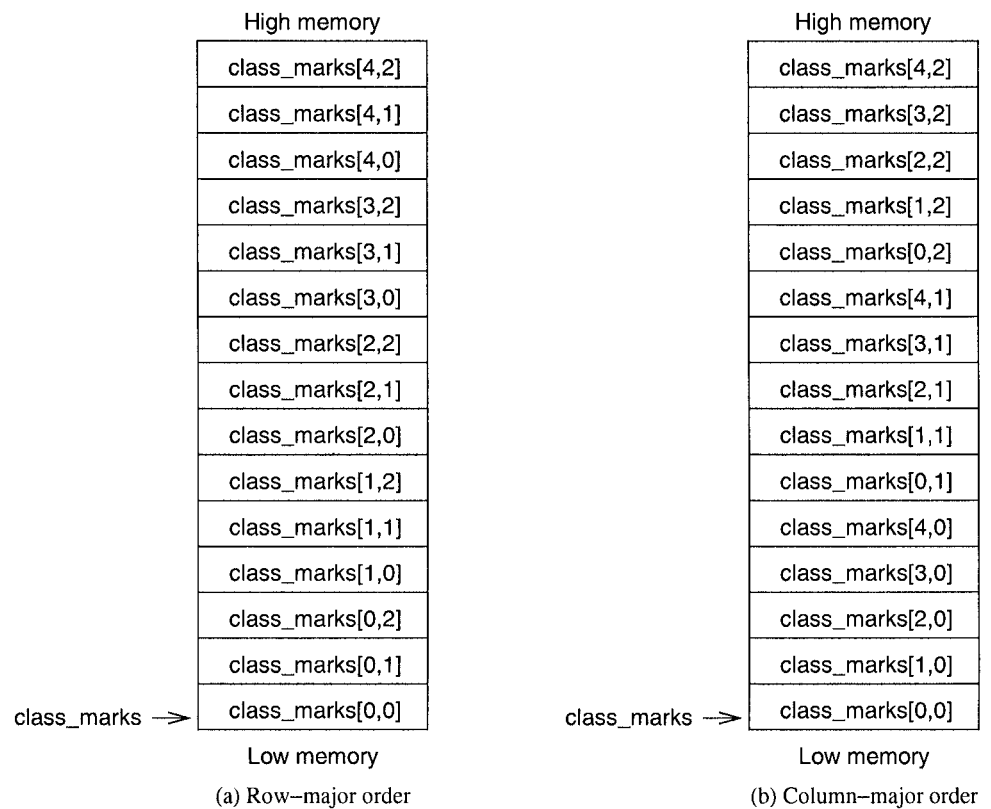 High memory
class_marks[4,2]
class_marks[4,1]
class_marks[4,0]
class_marks[3,2]
class_marks[3,1]
class_marks[3,0]
class_marks[2,2]
class_marks[2,1]
class_marks[2,0]
class_marks[1,2]
class_marks[1,1]
class_marks[1,0]
class_marks[0,2]
class_marks[0,1]
class_marks[0,0]
class_marks
Low memory
(a) Row–major order
High memory
class_marks[4,2]
class_marks[3,2]
class_marks[2,2]
class_marks[1,2]
class_marks[0,2]
class_marks[4,1]
class_marks[3,1]
class_marks[2,1]
class_marks[1,1]
class_marks[0,1]
class_marks[4,0]
class_marks[3,0]
class_marks[2,0]
class_marks[1,0]
class_marks[0,0]
class_marks
Low memory
(b) Column–major order